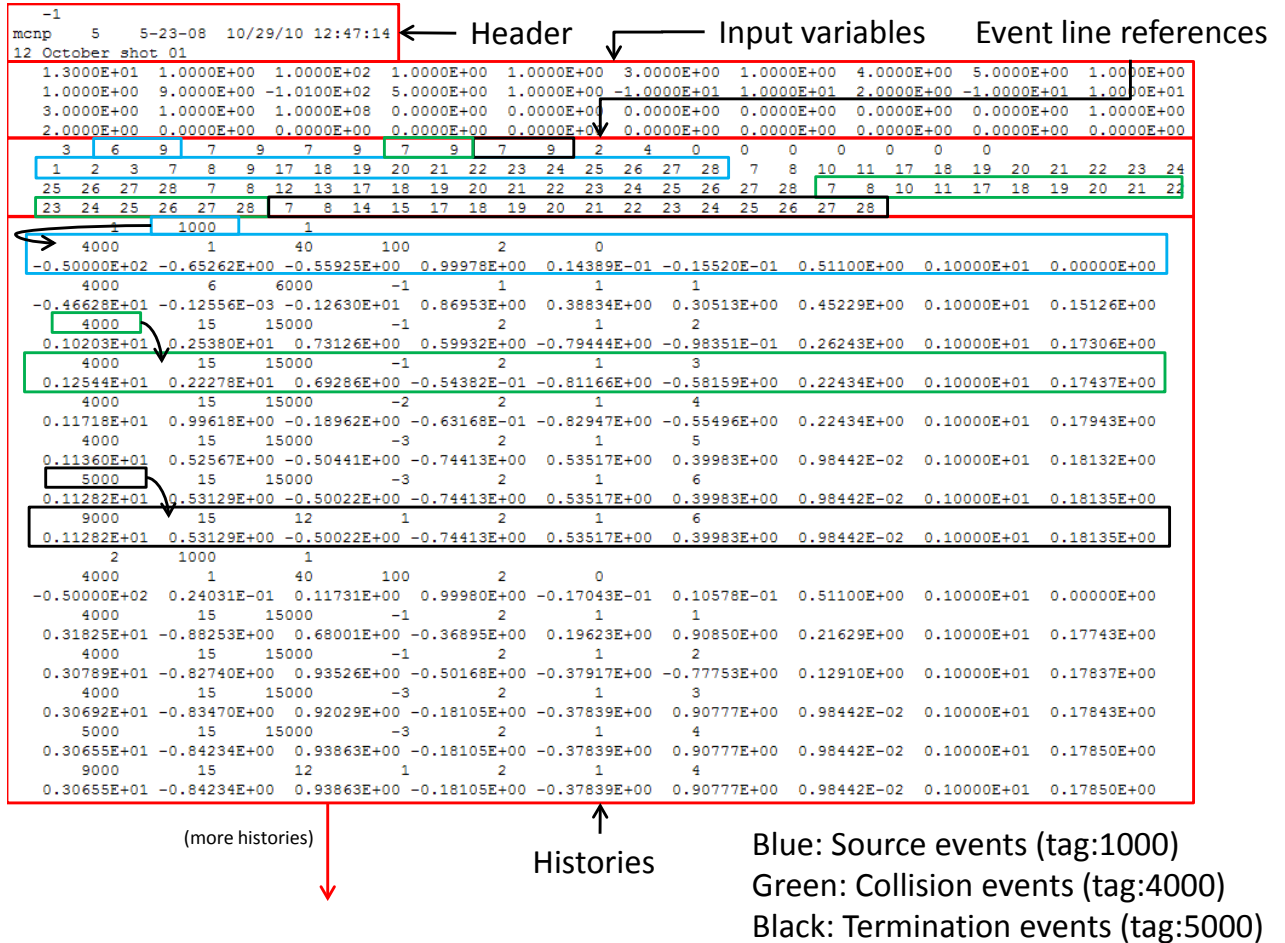 -1
mcnp 5 5-23-08 10/29/10 12:47:14 Header Input variables Event line references
12 October shot 01
1.3000E+01 1.0000E+00 1.0000E+02 1.0000E+00 1.0000E+00 3.0000E+00 1.0000E+00 4.0000E+00 5.0000E+00 1.0000E+00
1.0000E+00 9.0000E+00 -1.0100E+02 5.0000E+00 1.0000E+00 -1.0000E+01 1.0000E+01 2.0000E+00 -1.0000E+01 1.0000E+01
3.0000E+00 1.0000E+00 1.0000E+08 0.0000E+00 0.0000E+00 0.0000E+00 0.0000E+00 0.0000E+00 0.0000E+00 1.0000E+00
2.0000E+00 0.0000E+00 0.0000E+00 0.0000E+00 0.0000E+00 0.0000E+00 0.0000E+00 0.0000E+00 0.0000E+00 0.0000E+00
3 6 9 7 9 7 9 7 9 7 9 2 4 0 0 0 0 0 0 0
1 2 3 7 8 9 17 18 19 20 21 22 23 24 25 26 27 28 7 8 10 11 17 18 19 20 21 22 23 24
25 26 27 28 7 8 12 13 17 18 19 20 21 22 23 24 25 26 27 28 7 8 10 11 17 18 19 20 21 22
23 24 25 26 27 28 7 8 14 15 17 18 19 20 21 22 23 24 25 26 27 28
1 1000 1
4000 1 40 100 2 0
-0.50000E+02 -0.65262E+00 -0.55925E+00 0.99978E+00 0.14389E-01 -0.15520E-01 0.51100E+00 0.10000E+01 0.00000E+00
4000 6 6000 -1 1 1 1
-0.46628E+01 -0.12556E-03 -0.12630E+01 0.86953E+00 0.38834E+00 0.30513E+00 0.45229E+00 0.10000E+01 0.15126E+00
4000 15 15000 -1 2 1 2
0.10203E+01 0.25380E+01 0.73126E+00 0.59932E+00 -0.79444E+00 -0.98351E-01 0.26243E+00 0.10000E+01 0.17306E+00
4000 15 15000 -1 2 1 3
0.12544E+01 0.22278E+01 0.69286E+00 -0.54382E-01 -0.81166E+00 -0.58159E+00 0.22434E+00 0.10000E+01 0.17437E+00
4000 15 15000 -2 2 1 4
0.11718E+01 0.99618E+00 -0.18962E+00 -0.63168E-01 -0.82947E+00 -0.55496E+00 0.22434E+00 0.10000E+01 0.17943E+00
4000 15 15000 -3 2 1 5
0.11360E+01 0.52567E+00 -0.50441E+00 -0.74413E+00 0.53517E+00 0.39983E+00 0.98442E-02 0.10000E+01 0.18132E+00
5000 15 15000 -3 2 1 6
0.11282E+01 0.53129E+00 -0.50022E+00 -0.74413E+00 0.53517E+00 0.39983E+00 0.98442E-02 0.10000E+01 0.18135E+00
9000 15 12 1 2 1 6
0.11282E+01 0.53129E+00 -0.50022E+00 -0.74413E+00 0.53517E+00 0.39983E+00 0.98442E-02 0.10000E+01 0.18135E+00
2 1000 1
4000 1 40 100 2 0
-0.50000E+02 0.24031E-01 0.11731E+00 0.99980E+00 -0.17043E-01 0.10578E-01 0.51100E+00 0.10000E+01 0.00000E+00
4000 15 15000 -1 2 1 1
0.31825E+01 -0.88253E+00 0.68001E+00 -0.36895E+00 0.19623E+00 0.90850E+00 0.21629E+00 0.10000E+01 0.17743E+00
4000 15 15000 -1 2 1 2
0.30789E+01 -0.82740E+00 0.93526E+00 -0.50168E+00 -0.37917E+00 -0.77753E+00 0.12910E+00 0.10000E+01 0.17837E+00
4000 15 15000 -3 2 1 3
0.30692E+01 -0.83470E+00 0.92029E+00 -0.18105E+00 -0.37839E+00 0.90777E+00 0.98442E-02 0.10000E+01 0.17843E+00
5000 15 15000 -3 2 1 4
0.30655E+01 -0.84234E+00 0.93863E+00 -0.18105E+00 -0.37839E+00 0.90777E+00 0.98442E-02 0.10000E+01 0.17850E+00
9000 15 12 1 2 1 4
0.30655E+01 -0.84234E+00 0.93863E+00 -0.18105E+00 -0.37839E+00 0.90777E+00 0.98442E-02 0.10000E+01 0.17850E+00
(more histories)
Histories
Blue: Source events (tag:1000)
Green: Collision events (tag:4000)
Black: Termination events (tag:5000)